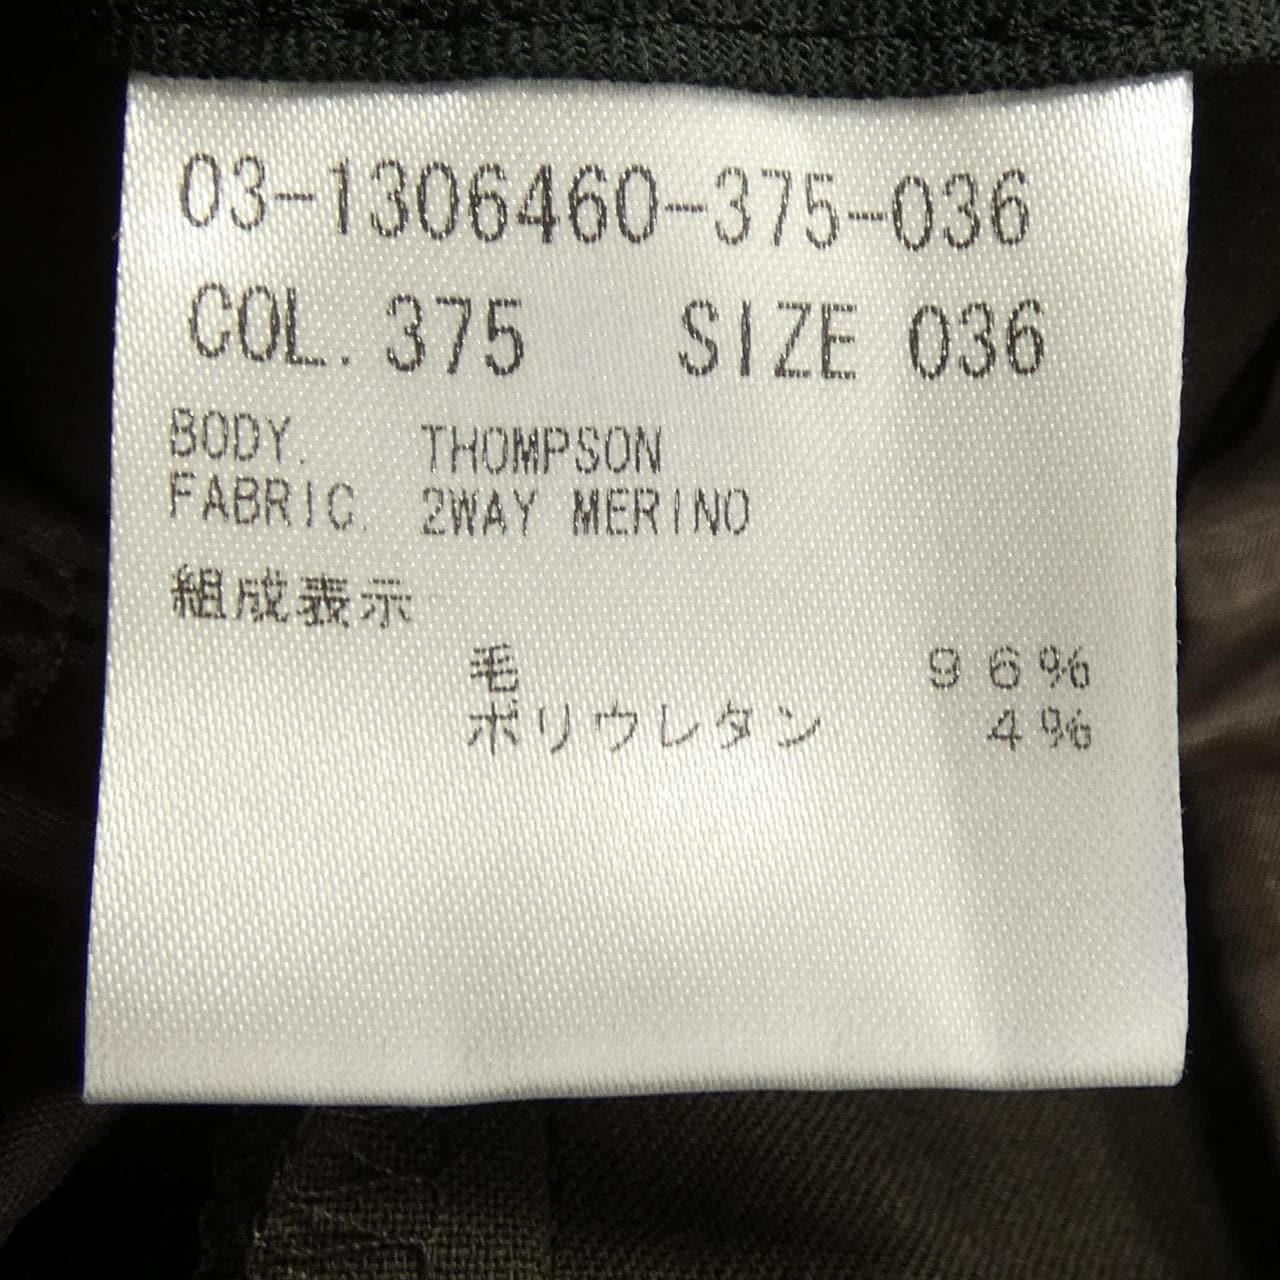 03-1306460-375-036
COL. 375 SIZE 036
BODY. THOMPSON
FABRIC. 2WAY MERINO
組成表示
毛 96%
ポリウレタン 4%